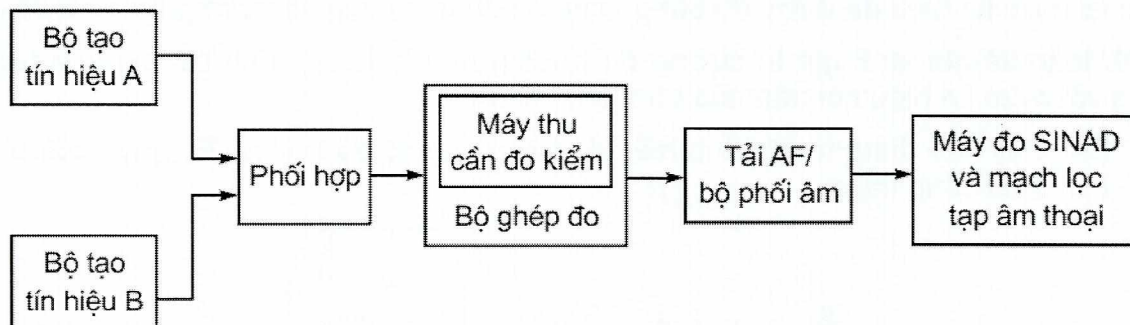 Bộ tạo
tín hiệu A
Phối hợp
Máy thu
cần đo kiểm
Bộ ghép đo
Tải AF/
bộ phối âm
Máy đo SINAD
và mạch lọc
tạp âm thoại
Bộ tạo
tín hiệu B